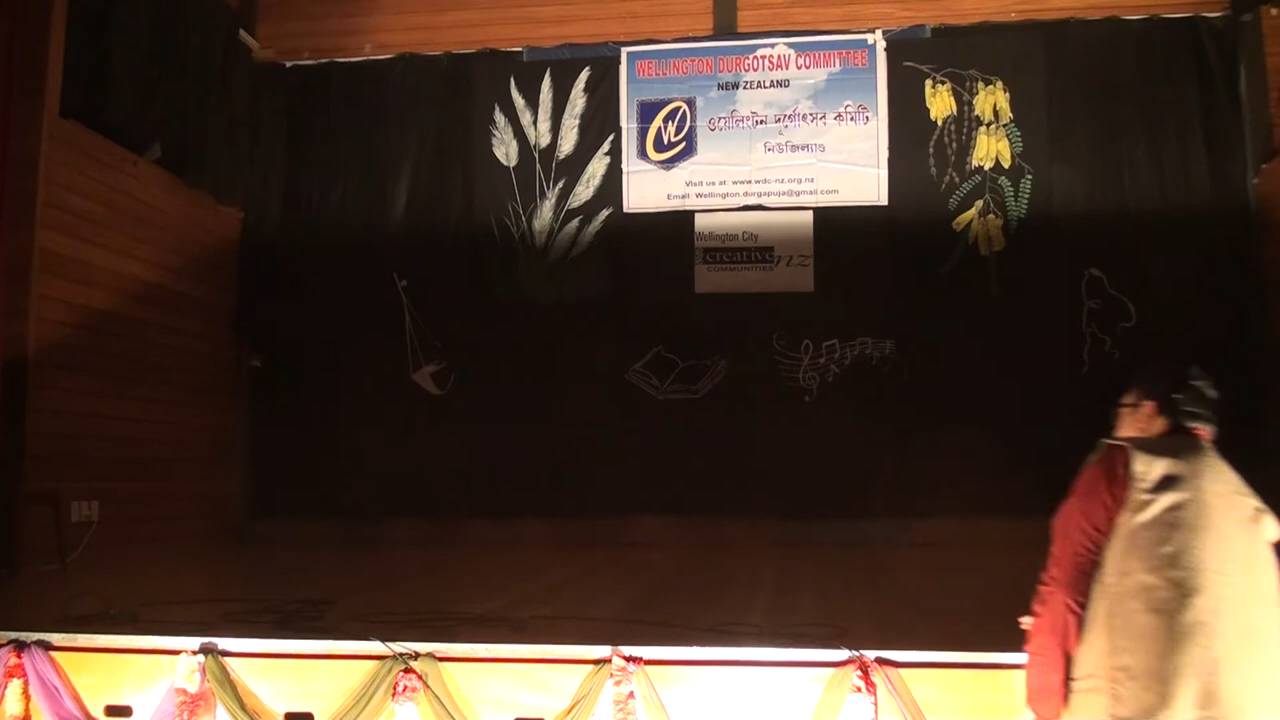 WELLINGTON DURGOTSAV COMMITTEE
NEW ZEALAND
ওয়েলিংটন দূর্গোৎসব কমিটি
নিউজিল্যাণ্ড
Visit us at: www.wdc-nz.org.nz
Email: Wellington.durgapuja@gmail.com
Wellington City
creative nz
COMMUNITIES